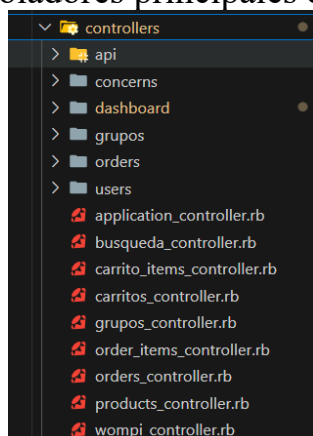 controllers
api
concerns
dashboard
grupos
orders
users
application_controller.rb
busqueda_controller.rb
carrito_items_controller.rb
carritos_controller.rb
grupos_controller.rb
order_items_controller.rb
orders_controller.rb
products_controller.rb
wompi_controller.rb